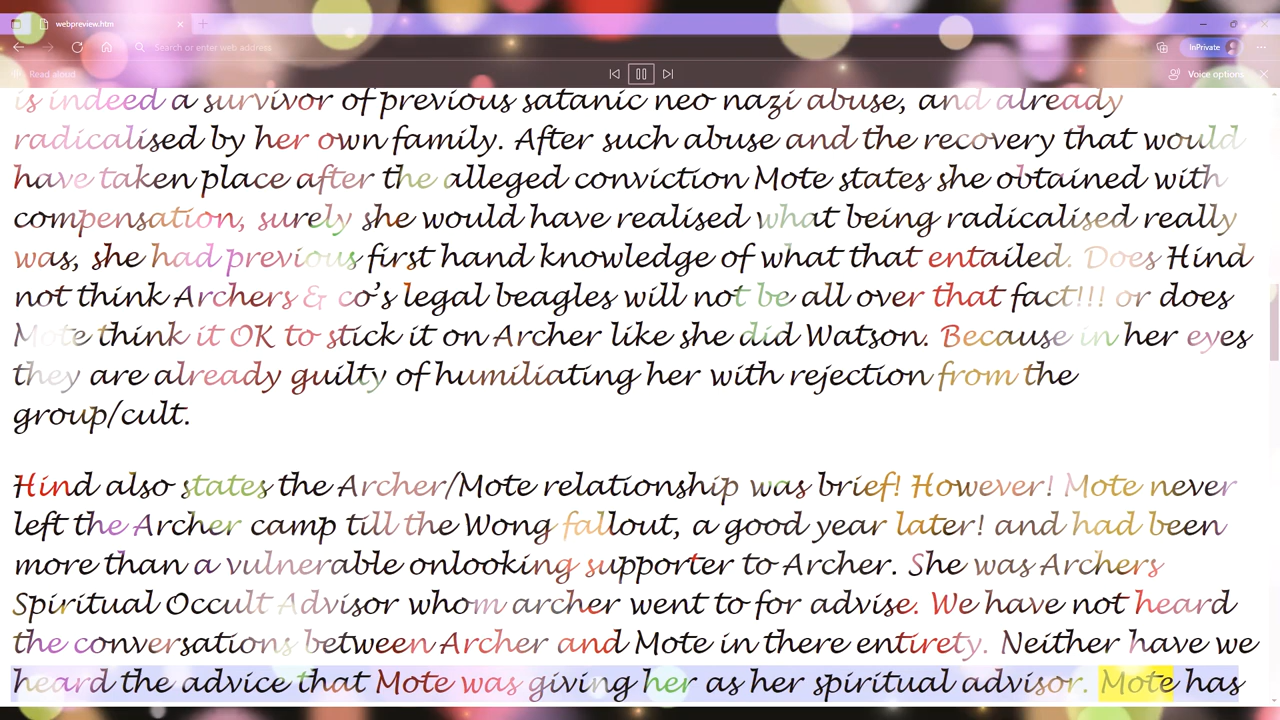 webpreview.htm
Search or enter web address
InPrivate
Read aloud
Voice options
is indeed a survivor of previous satanic neo nazi abuse, and already
radicalised by her own family. After such abuse and the recovery that would
have taken place after the alleged conviction Mote states she obtained with
compensation, surely she would have realised what being radicalised really
was, she had previous first hand knowledge of what that entailed. Does Hind
not think Archers & co’s legal beagles will not be all over that fact!!! or does
Mote think it OK to stick it on Archer like she did Watson. Because in her eyes
they are already guilty of humiliating her with rejection from the
group/cult.
Hind also states the Archer/Mote relationship was brief! However! Mote never
left the Archer camp till the Wong fallout, a good year later! and had been
more than a vulnerable onlooking supporter to Archer. She was Archers
Spiritual Occult Advisor whom archer went to for advise. We have not heard
the conversations between Archer and Mote in there entirety. Neither have we
heard the advice that Mote was giving her as her spiritual advisor. Mote has